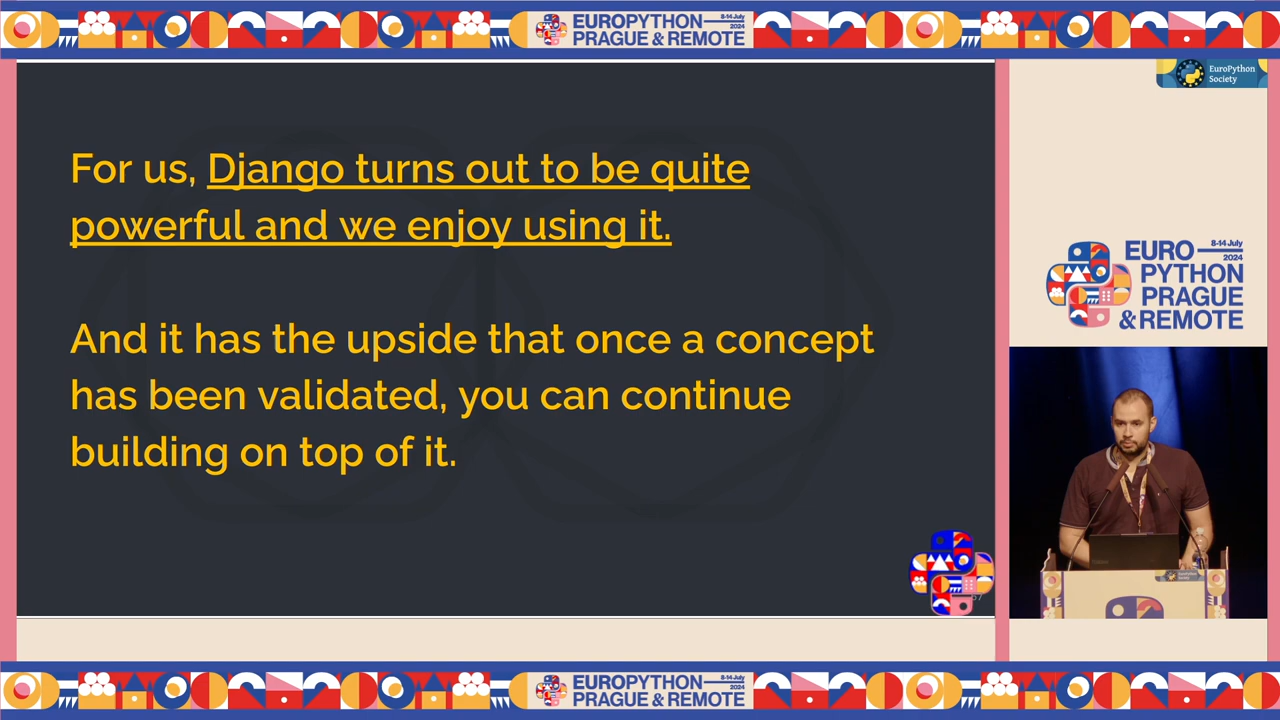 EUROPYTHON
PRAGUE & REMOTE
8-14 July
2024
EuroPython
Society
For us, Django turns out to be quite
powerful and we enjoy using it.
And it has the upside that once a concept
has been validated, you can continue
building on top of it.
EURO
8-14 July
2024
PYTHON
PRAGUE
& REMOTE
EUROPYTHON
PRAGUE & REMOTE
8-14 July
2024